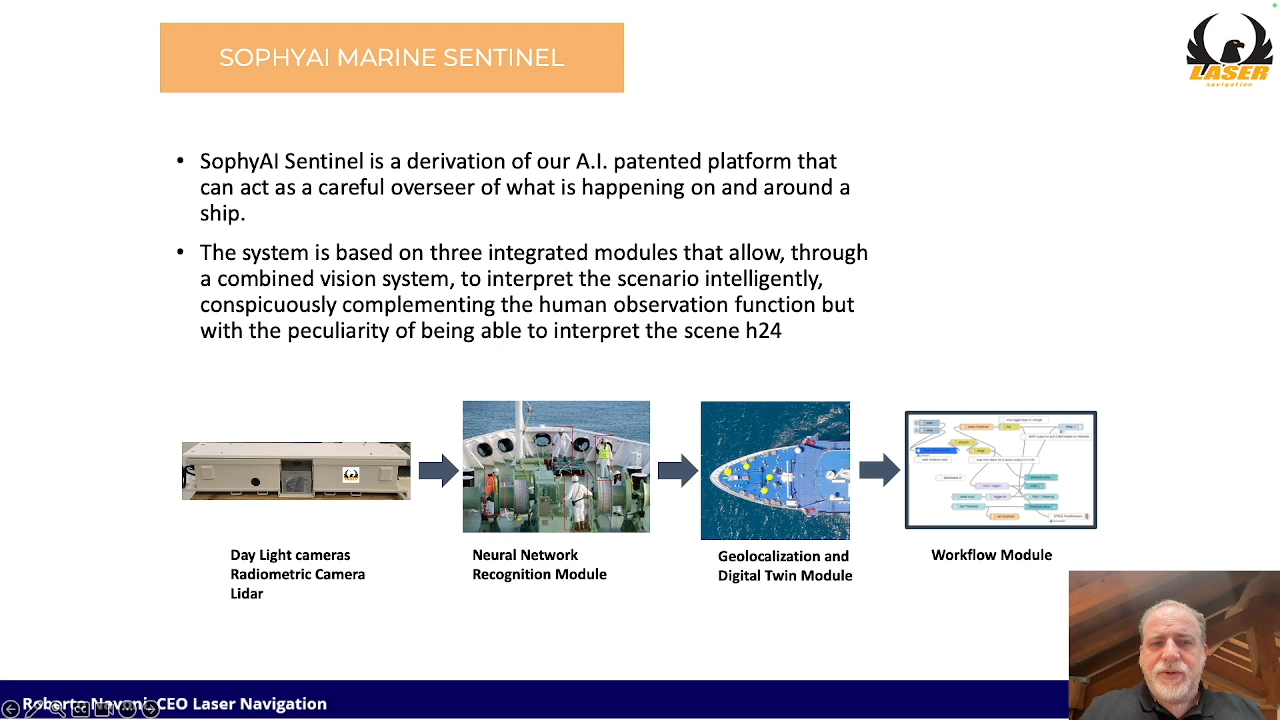 SOPHYAI MARINE SENTINEL
LASER
navigation
• SophyAI Sentinel is a derivation of our A.I. patented platform that
can act as a careful overseer of what is happening on and around a
ship.
• The system is based on three integrated modules that allow, through
a combined vision system, to interpret the scenario intelligently,
conspicuously complementing the human observation function but
with the peculiarity of being able to interpret the scene h24
Day Light cameras
Radiometric Camera
Lidar
Neural Network
Recognition Module
Geolocalization and
Digital Twin Module
Workflow Module
Roberto CEO Laser Navigation